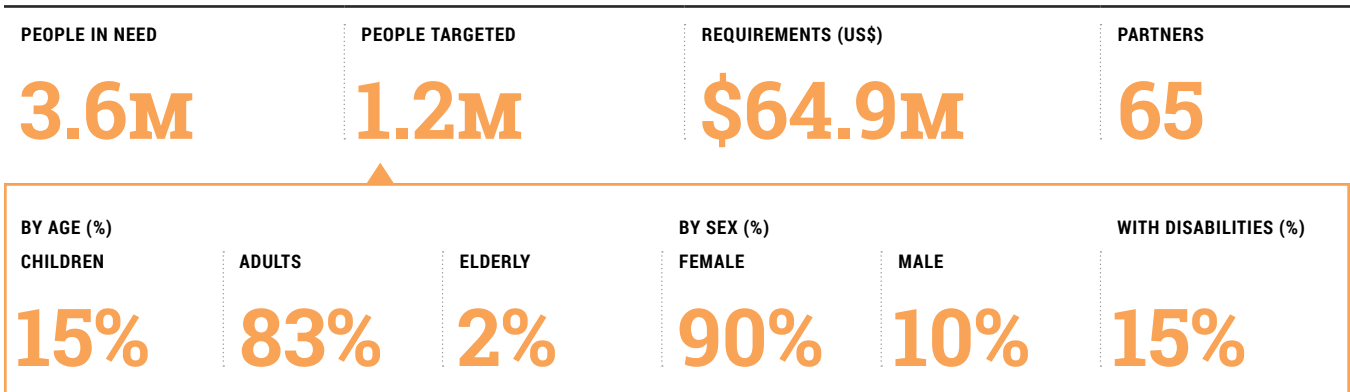 PEOPLE IN NEED PEOPLE TARGETED REQUIREMENTS (US$) PARTNERS
3.6M 1.2M $64.9M 65
BY AGE (%) BY SEX (%) WITH DISABILITIES (%)
CHILDREN ADULTS ELDERLY FEMALE MALE
15% 83% 2% 90% 10% 15%